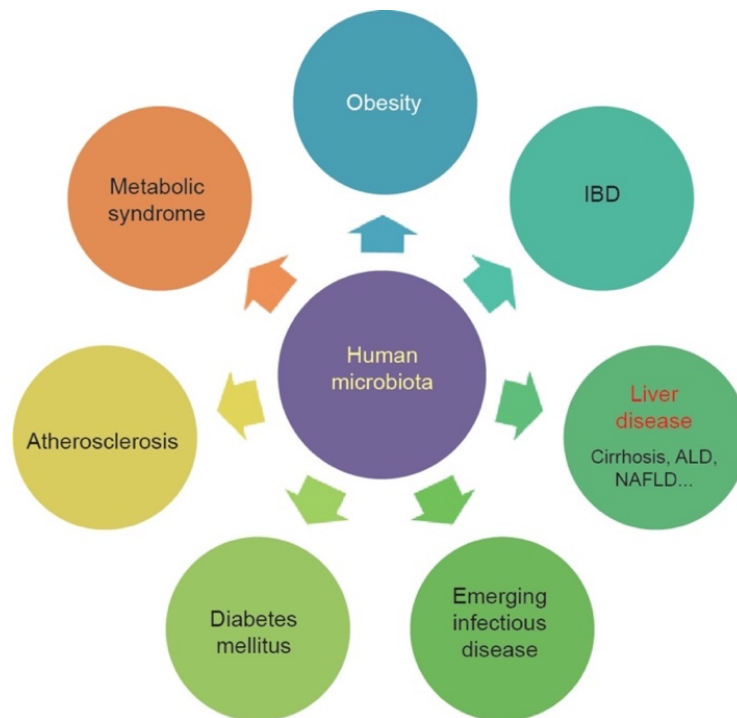 Obesity
IBD
Liver
disease
Cirrhosis, ALD,
NAFLD...
Emerging
infectious
disease
Diabetes
mellitus
Atherosclerosis
Metabolic
syndrome
Human
microbiota